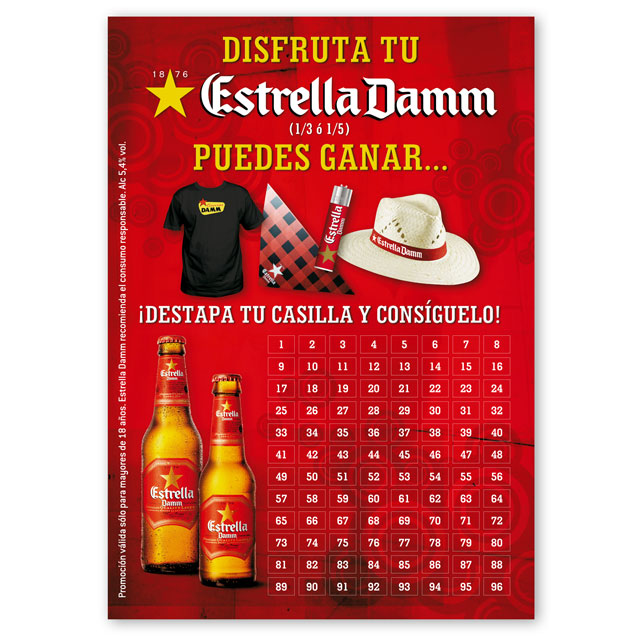 DISFRUTA TU
1876
Estrella Damm
(1/3 ó 1/5)
PUEDES GANAR...
DAMM
Estrella
Damm
Estrella
Damm
Estrella Damm
¡DESTAPA TU CASILLA Y CONSÍGUELO!
1 2 3 4 5 6 7 8
9 10 11 12 13 14 15 16
17 18 19 20 21 22 23 24
25 26 27 28 29 30 31 32
33 34 35 36 37 38 39 40
41 42 43 44 45 46 47 48
49 50 51 52 53 54 55 56
57 58 59 60 61 62 63 64
65 66 67 68 69 70 71 72
73 74 75 76 77 78 79 80
81 82 83 84 85 86 87 88
89 90 91 92 93 94 95 96
Estrella
Damm
Estrella
Estrella
Damm
Estrella
Damm
Promoción válida sólo para mayores de 18 años. Estrella Damm recomienda el consumo responsable. Alc 5,4% vol.